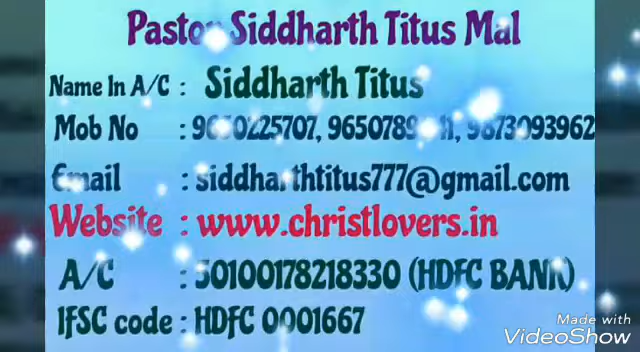 Pastor Siddharth Titus Mal
Name In A/C : Siddharth Titus
Mob No :
Email : siddharthtitus777@gmail.com
Website : www.christlovers.in
A/C : 50100178218330 (HDFC BANK)
IFSC code : HDFC 0001667
Made with
VideoShow